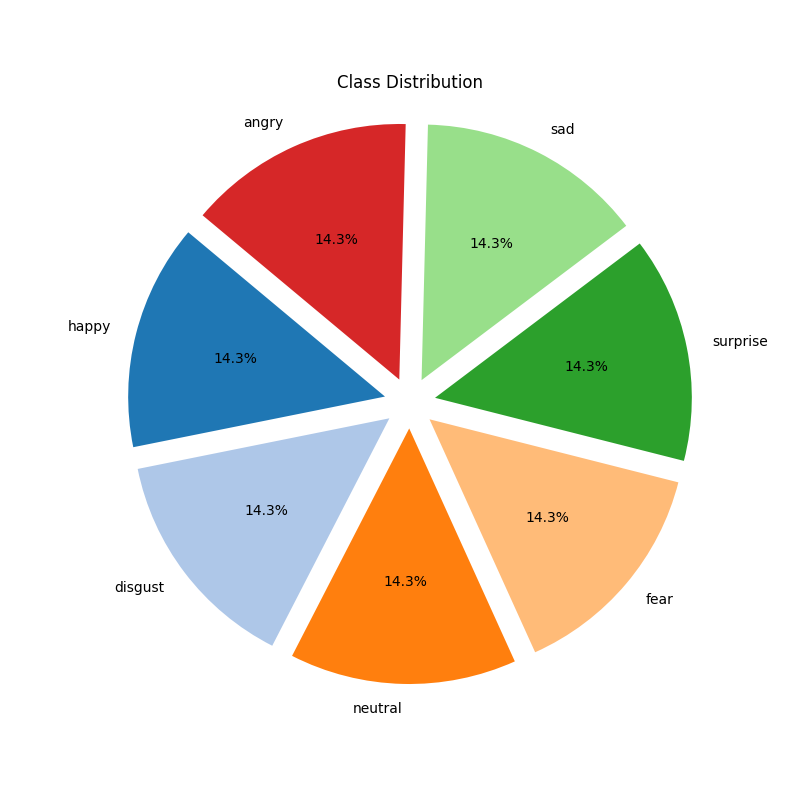 Class Distribution
angry
sad
14.3%
14.3%
happy
surprise
14.3%
14.3%
14.3%
14.3%
disgust
14.3%
fear
neutral